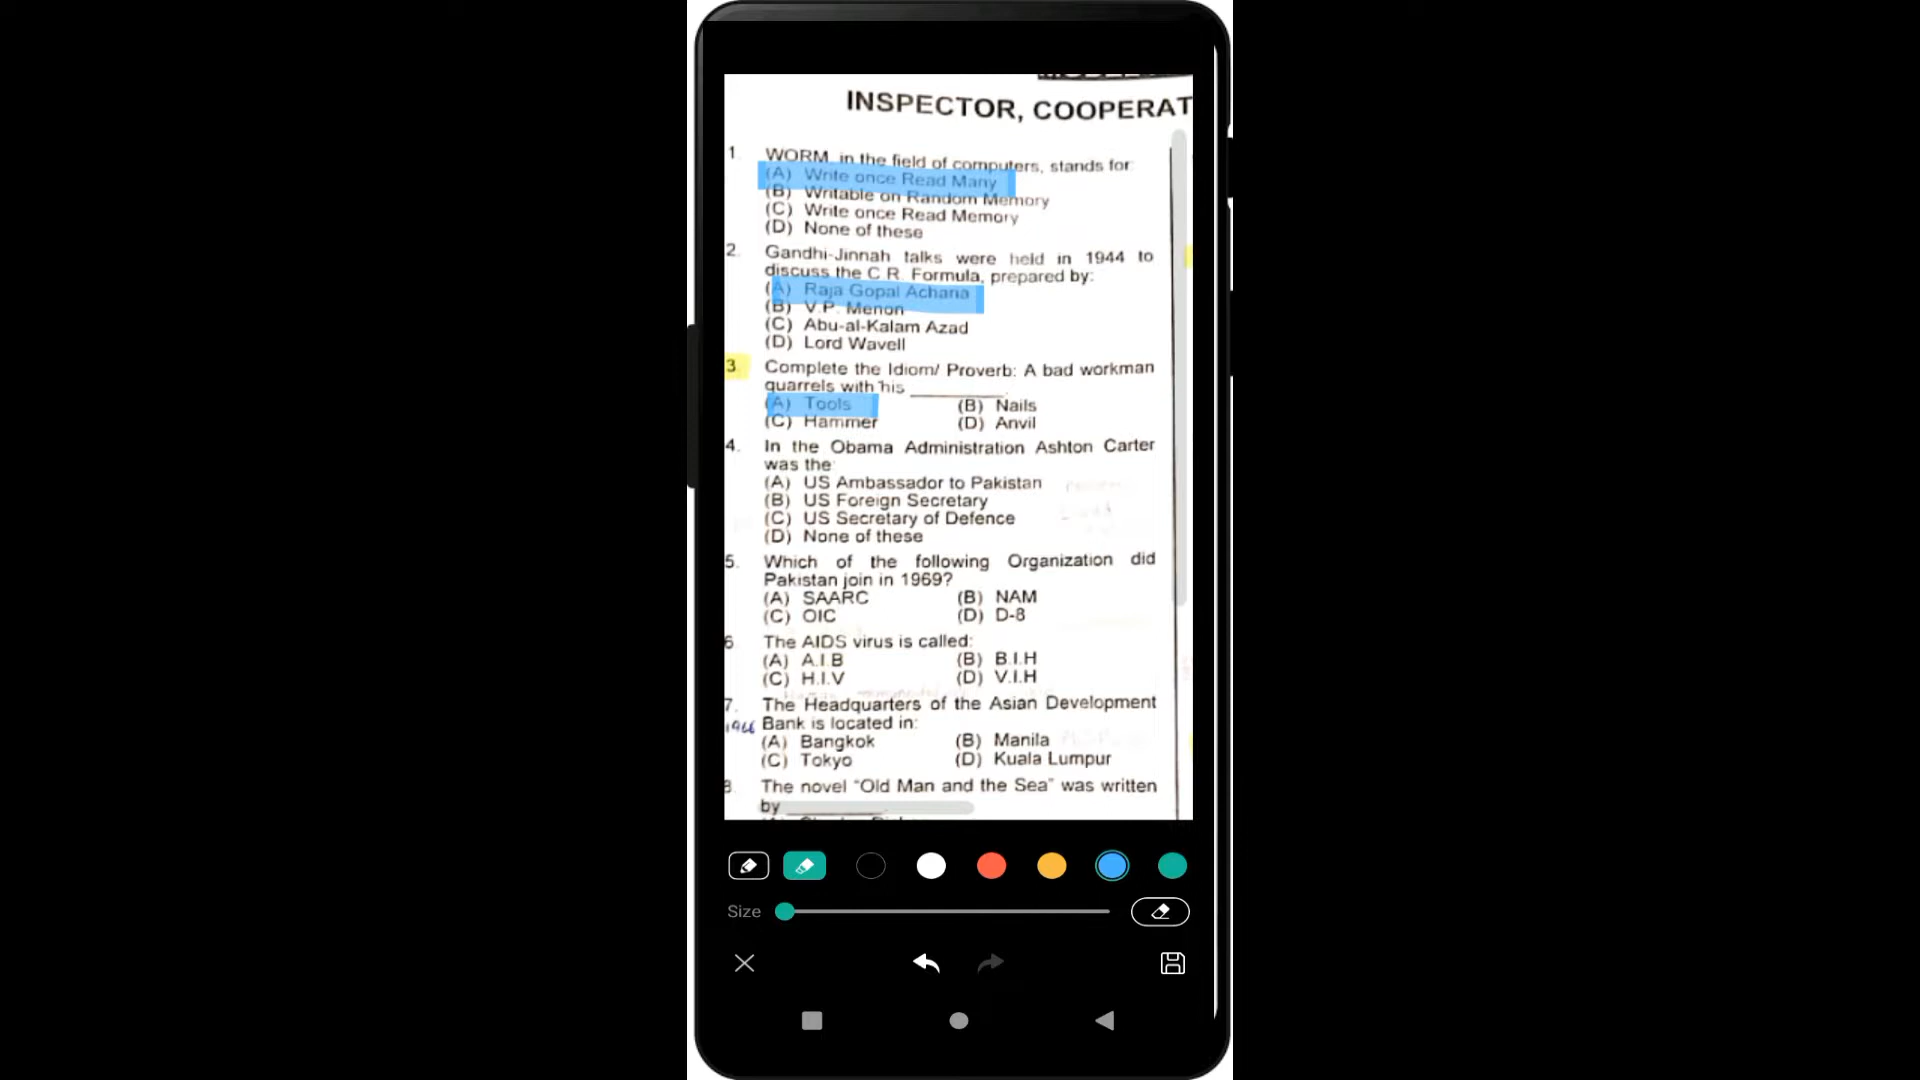 INSPECTOR, COOPERAT
1. WORM, in the field of computers, stands for:
(A) Write once Read Many
(B) Writable on Random Memory
(C) Write once Read Memory
(D) None of these
2. Gandhi-Jinnah talks were held in 1944 to
discuss the C.R. Formula, prepared by:
(A) Raja Gopal Acharia
(B) V.P. Menon
(C) Abu-al-Kalam Azad
(D) Lord Wavell
3. Complete the Idiom/ Proverb: A bad workman
quarrels with his __________.
(A) Tools (B) Nails
(C) Hammer (D) Anvil
4. In the Obama Administration Ashton Carter
was the:
(A) US Ambassador to Pakistan
(B) US Foreign Secretary
(C) US Secretary of Defence
(D) None of these
5. Which of the following Organization did
Pakistan join in 1969?
(A) SAARC (B) NAM
(C) OIC (D) D-8
6 The AIDS virus is called:
(A) A.I.B (B) B.I.H
(C) H.I.V (D) V.I.H
7. The Headquarters of the Asian Development
1966 Bank is located in:
(A) Bangkok (B) Manila
(C) Tokyo (D) Kuala Lumpur
8. The novel "Old Man and the Sea" was written
by __________.
Size